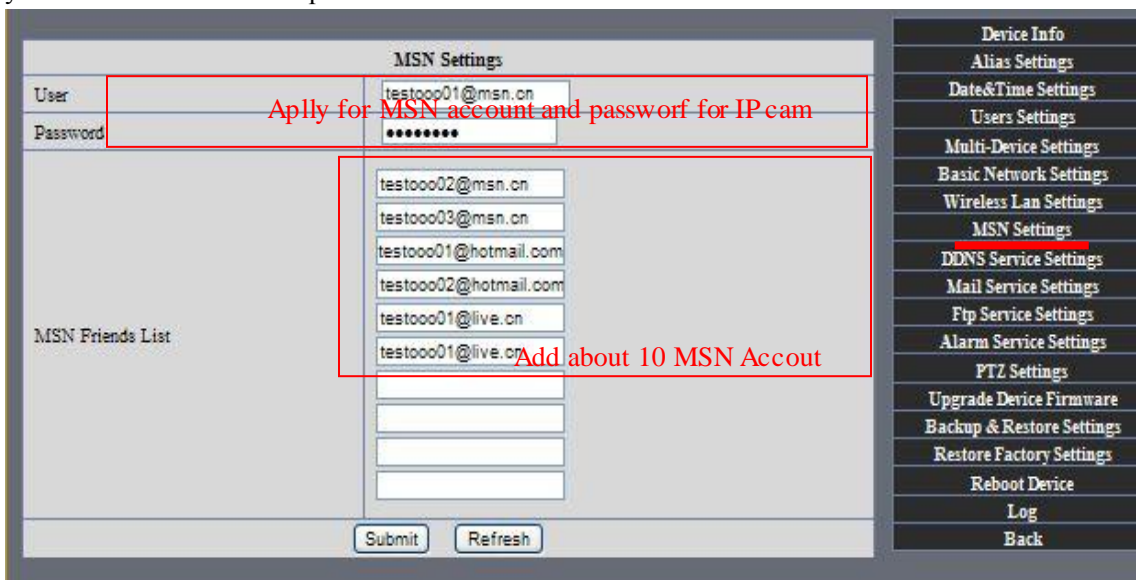 MSN Settings
User
testoop01@msn.cn
Aplly for MSN account and passworf for IP cam
Password
••••••••
MSN Friends List
testooo02@msn.cn
testooo03@msn.cn
testooo01@hotmail.com
testooo02@hotmail.com
testooo01@live.cn
testooo01@live.cn
Add about 10 MSN Accout
Submit
Refresh
Device Info
Alias Settings
Date&Time Settings
Users Settings
Multi-Device Settings
Basic Network Settings
Wireless Lan Settings
MSN Settings
DDNS Service Settings
Mail Service Settings
Ftp Service Settings
Alarm Service Settings
PTZ Settings
Upgrade Device Firmware
Backup & Restore Settings
Restore Factory Settings
Reboot Device
Log
Back